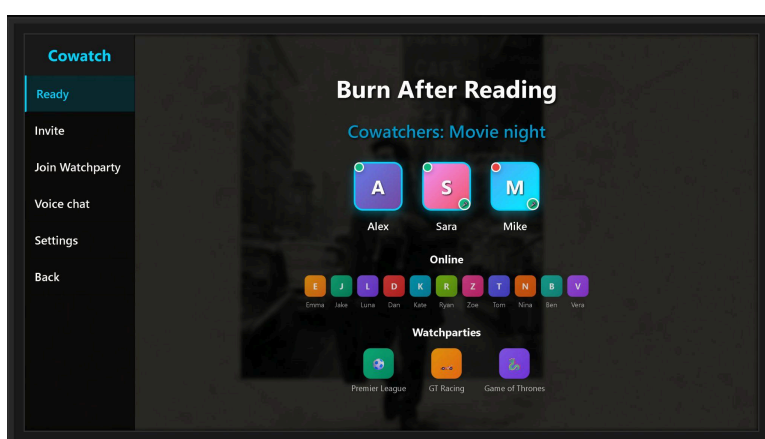 Cowatch
Ready
Invite
Join Watchparty
Voice chat
Settings
Back
Burn After Reading
Cowatchers: Movie night
A S M
Alex Sara Mike
Online
E J L D K R Z T N B V
Emma Jake Luna Dan Kate Ryan Zoe Tom Nina Ben Vera
Watchparties
Premier League GT Racing Game of Thrones